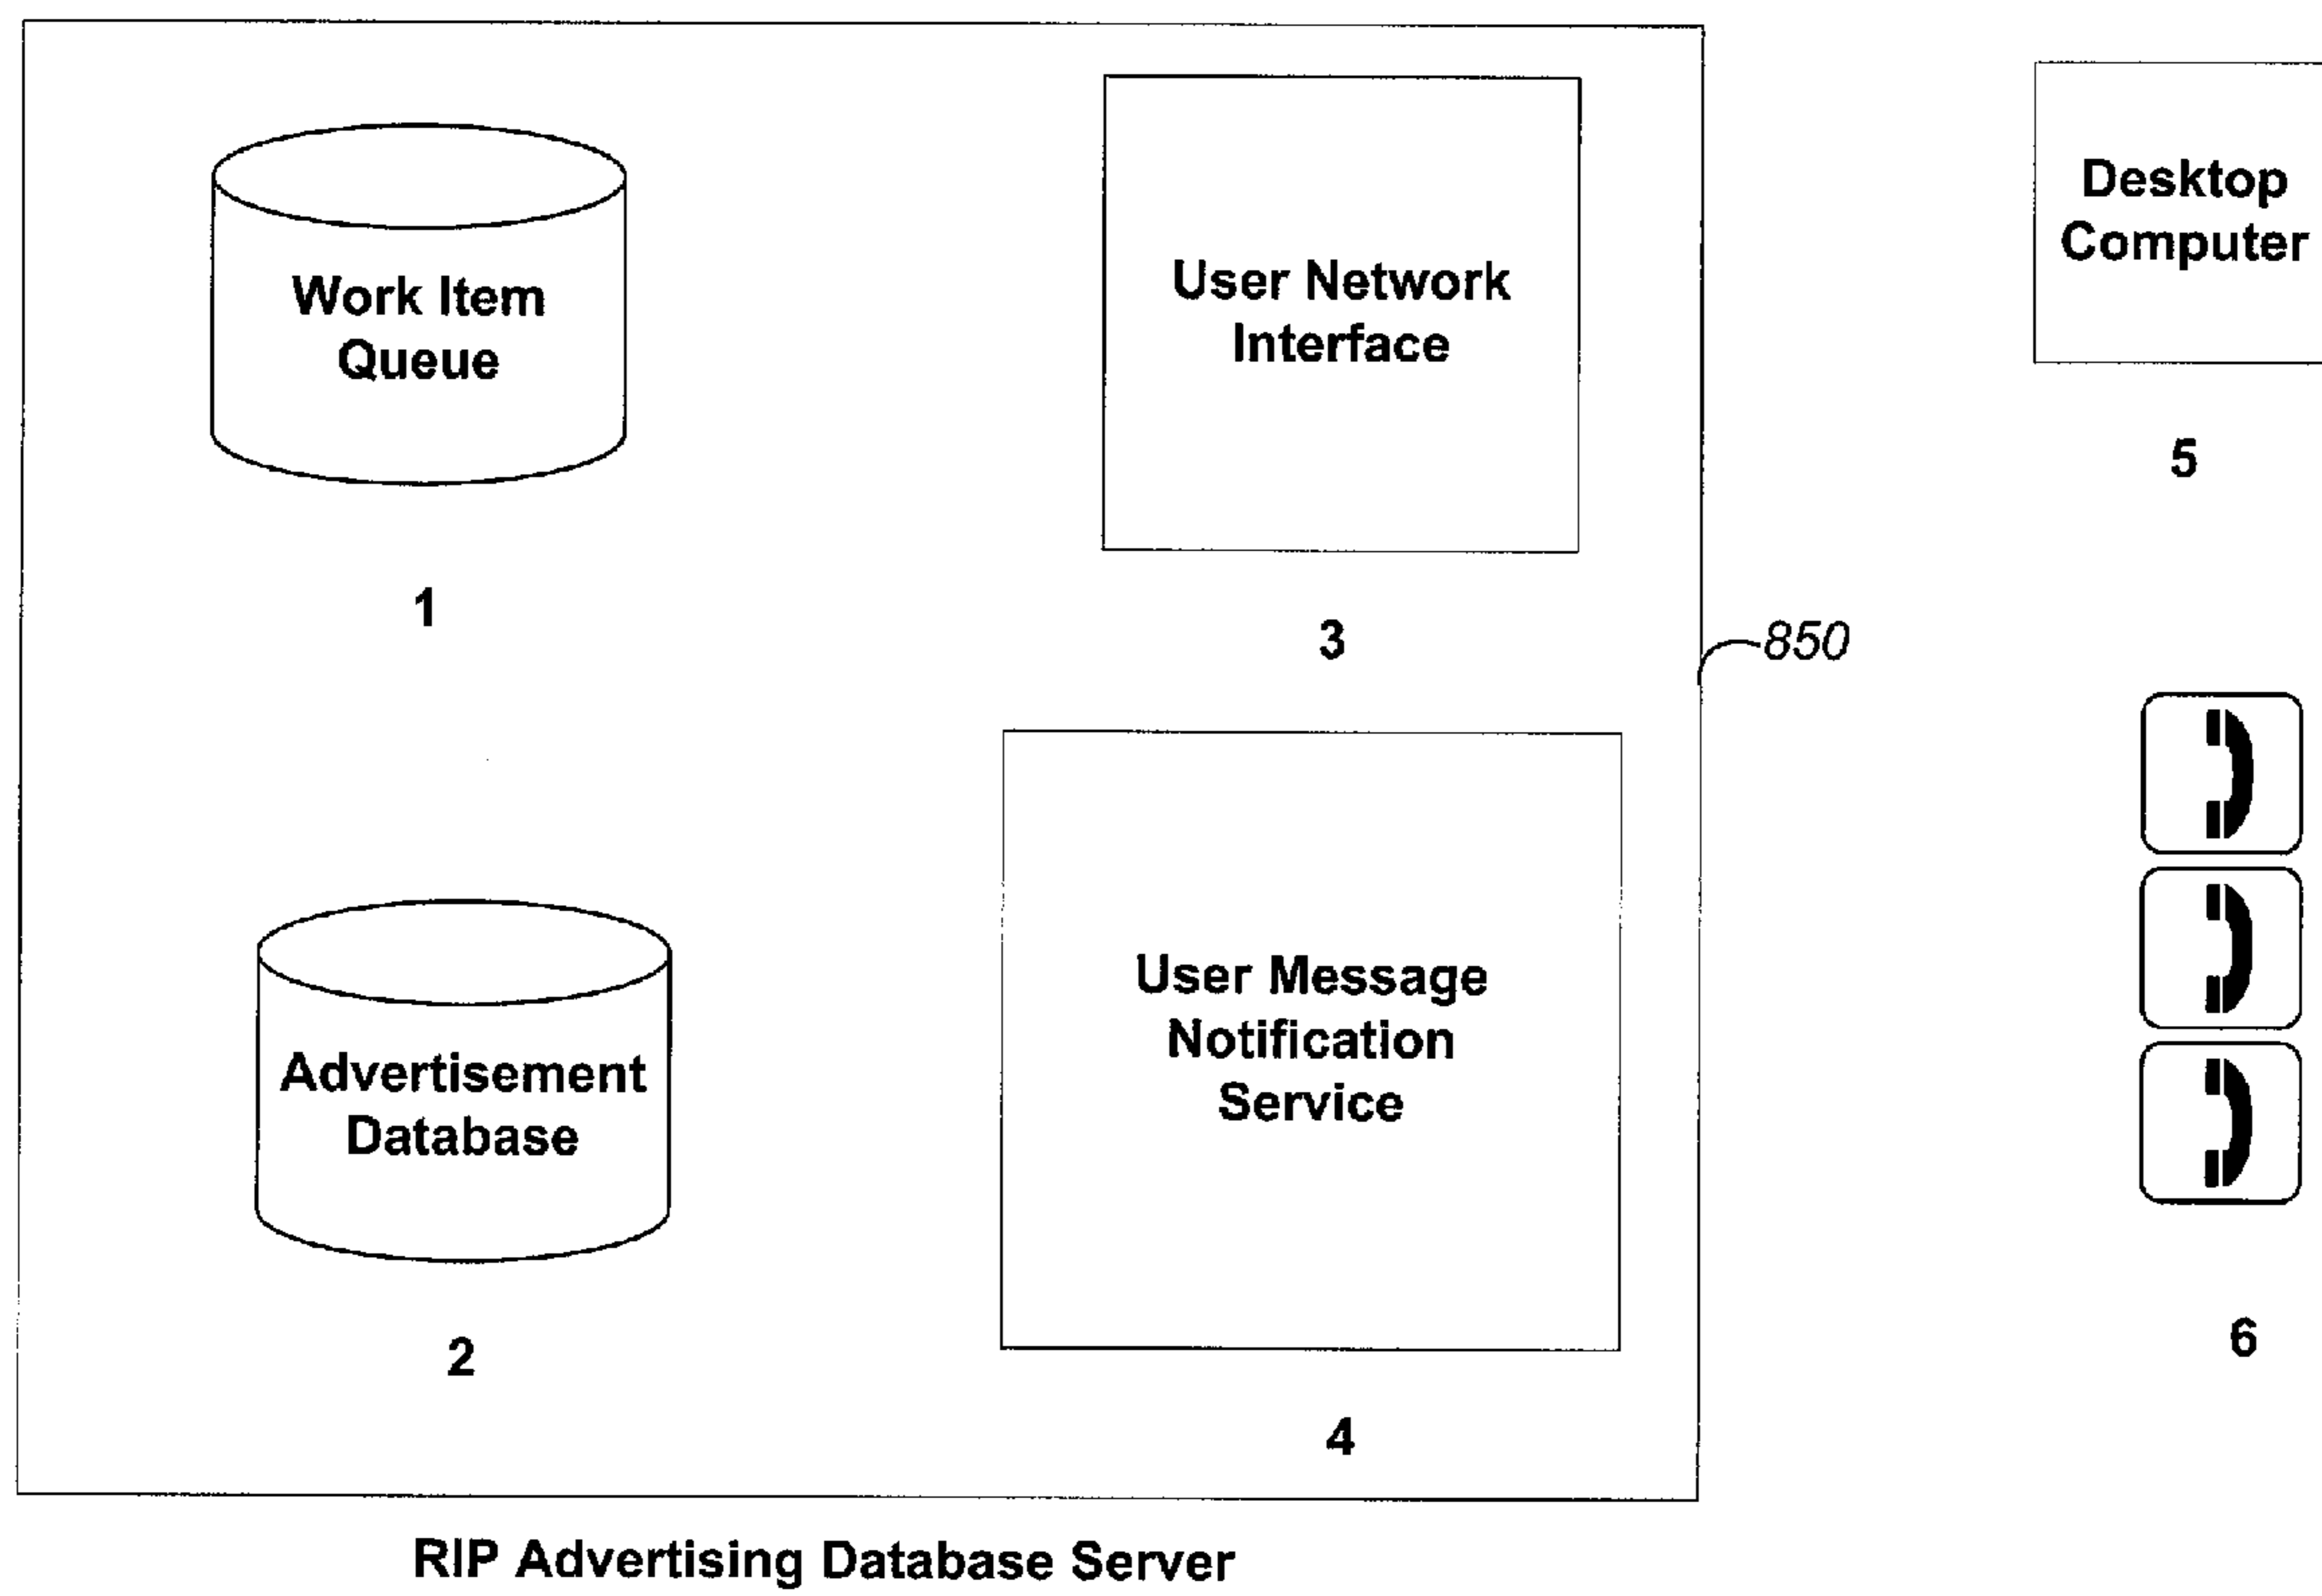 Work Item
Queue
1
User Network
Interface
3
Desktop
Computer
5
850
Advertisement
Database
2
User Message
Notification
Service
4
6
RIP Advertising Database Server